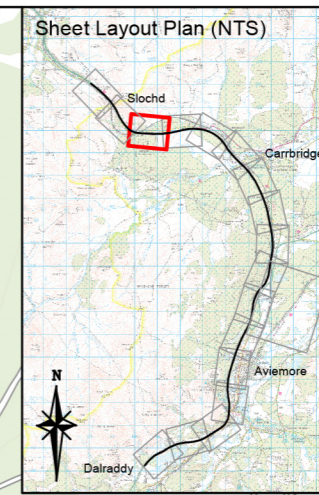 Sheet Layout Plan (NTS)
Slochd
Carrbridge
Aviemore
N
Dalraddy